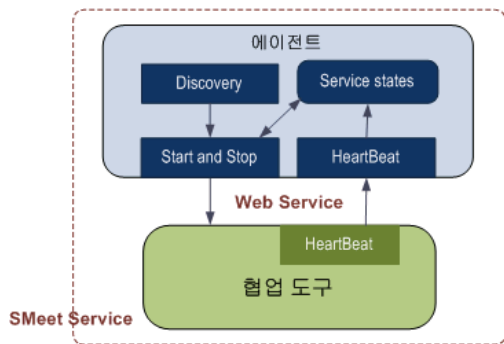 에이전트
Discovery
Service states
Start and Stop
HeartBeat
Web Service
HeartBeat
협업 도구
SMeet Service